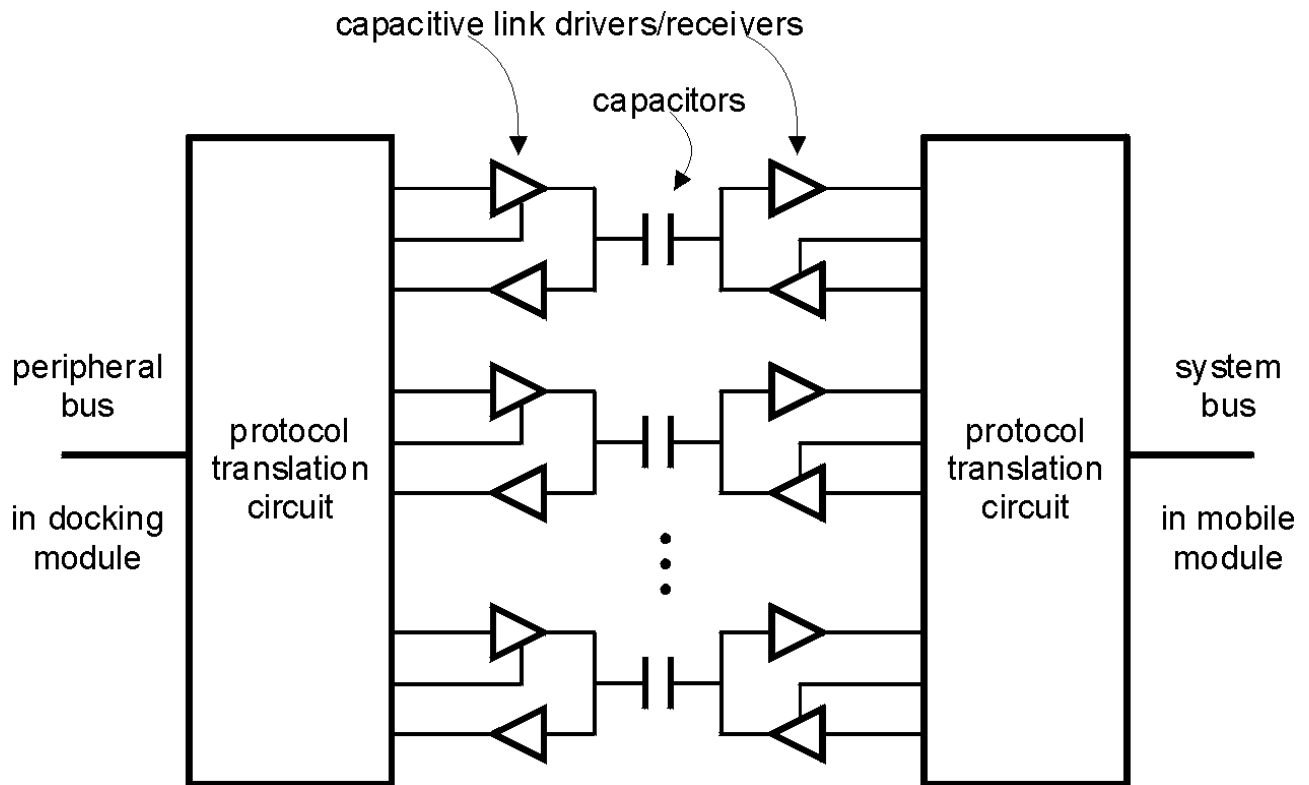 capacitive link drivers/receivers
capacitors
peripheral
bus
in docking
module
protocol
translation
circuit
protocol
translation
circuit
system
bus
in mobile
module